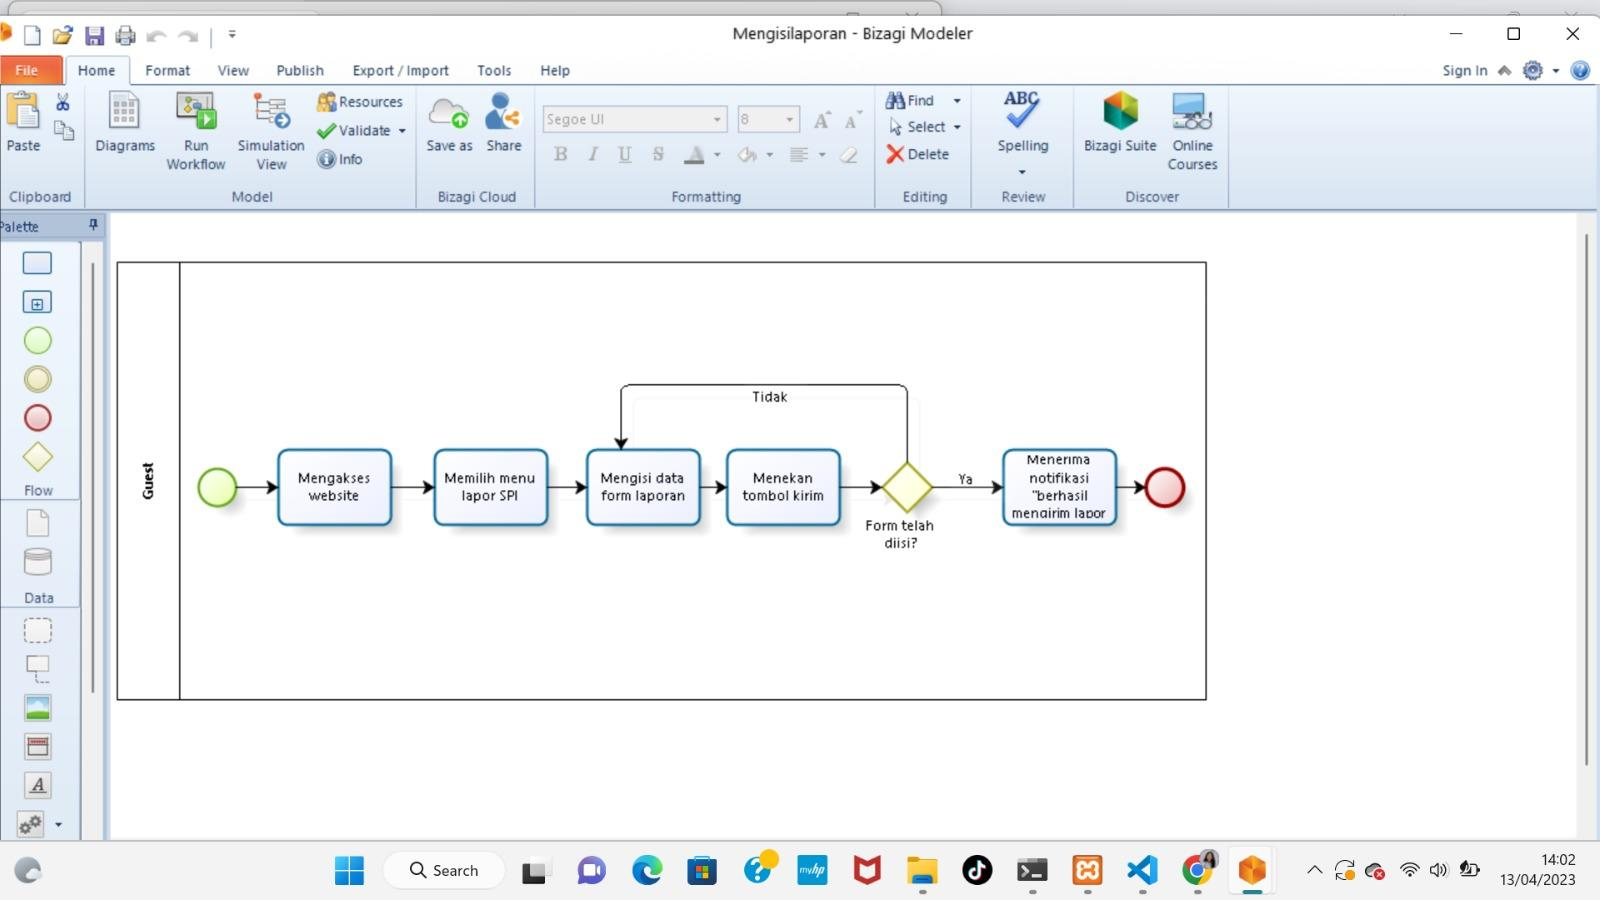 Mengisilaporan - Bizagi Modeler
File Home Format View Publish Export / Import Tools Help Sign In
Paste
Clipboard
Diagrams
Run
Workflow
Simulation
View
Resources
Validate
Info
Model
Save as
Share
Bizagi Cloud
Segoe UI 8 A A
B I U S A
Formatting
Find
Select
Delete
Editing
ABC
Spelling
Review
Bizagi Suite
Online
Courses
Discover
Palette
Flow
Data
A
Guest
Mengakses
website
Memilih menu
lapor SPI
Mengisi data
form laporan
Menekan
tombol kirim
Tidak
Form telah
diisi?
Ya
Menerima
notifikasi
"berhasil
mengirim lapor
Search
myhp
14:02
13/04/2023